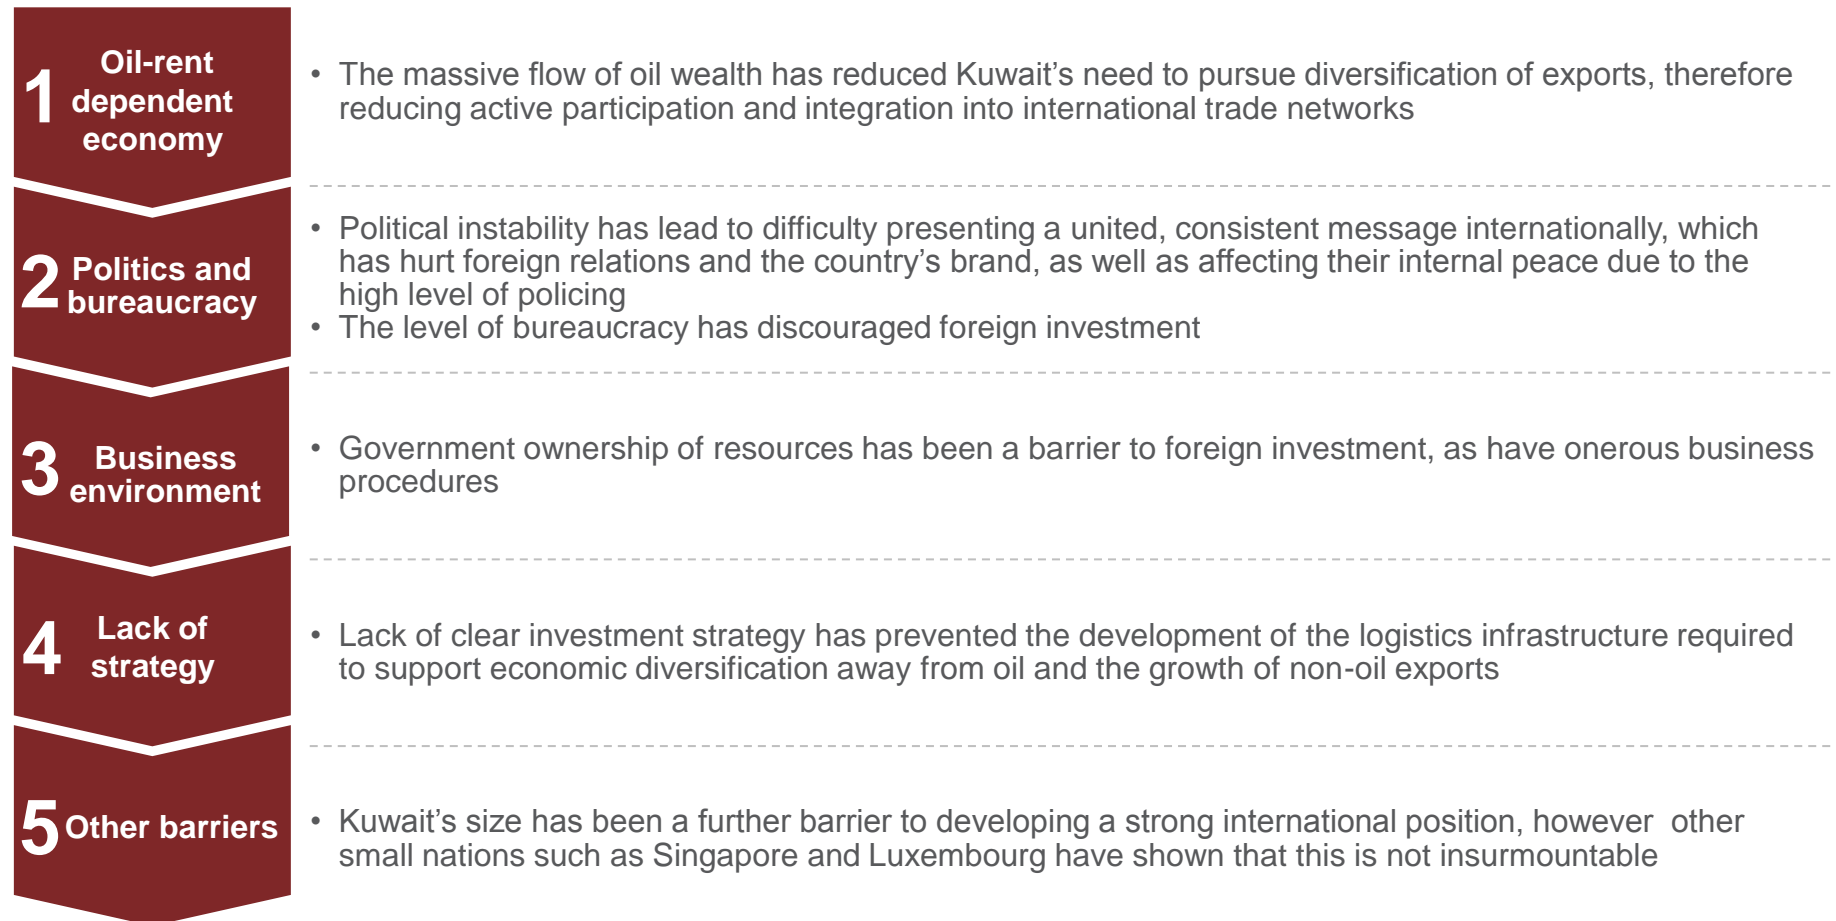 1
Oil-rent
dependent
economy
• The massive flow of oil wealth has reduced Kuwait’s need to pursue diversification of exports, therefore
reducing active participation and integration into international trade networks
2
Politics and
bureaucracy
• Political instability has lead to difficulty presenting a united, consistent message internationally, which
has hurt foreign relations and the country’s brand, as well as affecting their internal peace due to the
high level of policing
• The level of bureaucracy has discouraged foreign investment
3
Business
environment
• Government ownership of resources has been a barrier to foreign investment, as have onerous business
procedures
4
Lack of
strategy
• Lack of clear investment strategy has prevented the development of the logistics infrastructure required
to support economic diversification away from oil and the growth of non-oil exports
5
Other barriers
• Kuwait’s size has been a further barrier to developing a strong international position, however  other
small nations such as Singapore and Luxembourg have shown that this is not insurmountable